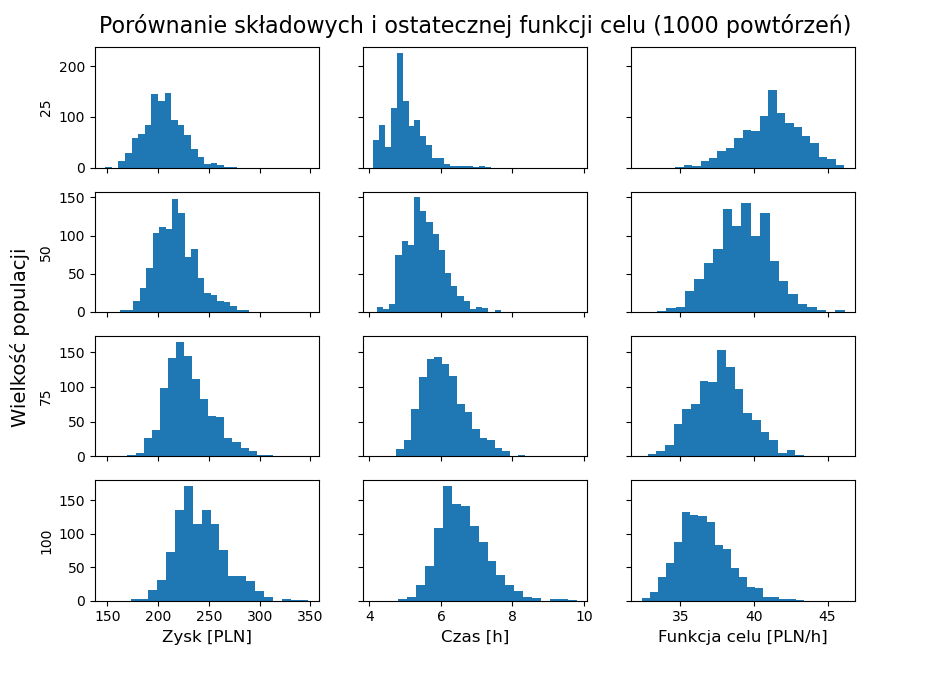 Porównanie składowych i ostatecznej funkcji celu (1000 powtórzeń)
Wielkość populacji
25
200
100
0
50
150
100
50
0
75
150
100
50
0
100
150
100
50
0
150 200 250 300 350
4 6 8 10
35 40 45
Zysk [PLN]
Czas [h]
Funkcja celu [PLN/h]